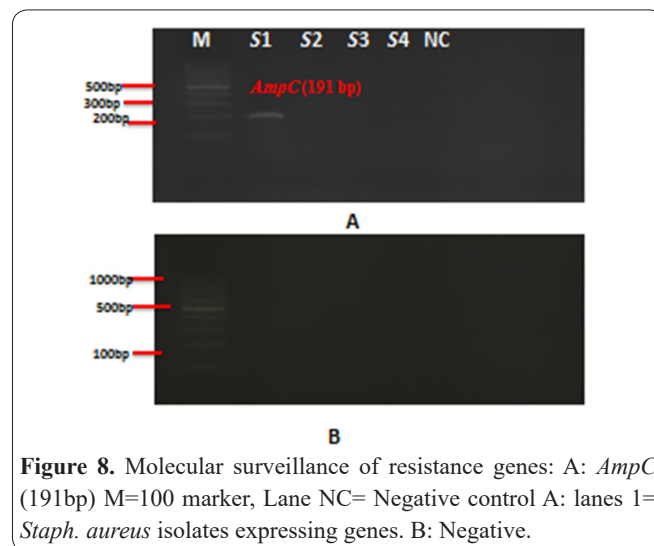 M S1 S2 S3 S4 NC
500bp
AmpC (191 bp)
300bp
200bp
A
1000bp
500bp
100bp
B
Figure 8. Molecular surveillance of resistance genes: A: AmpC
(191bp) M=100 marker, Lane NC= Negative control A: lanes 1=
Staph. aureus isolates expressing genes. B: Negative.